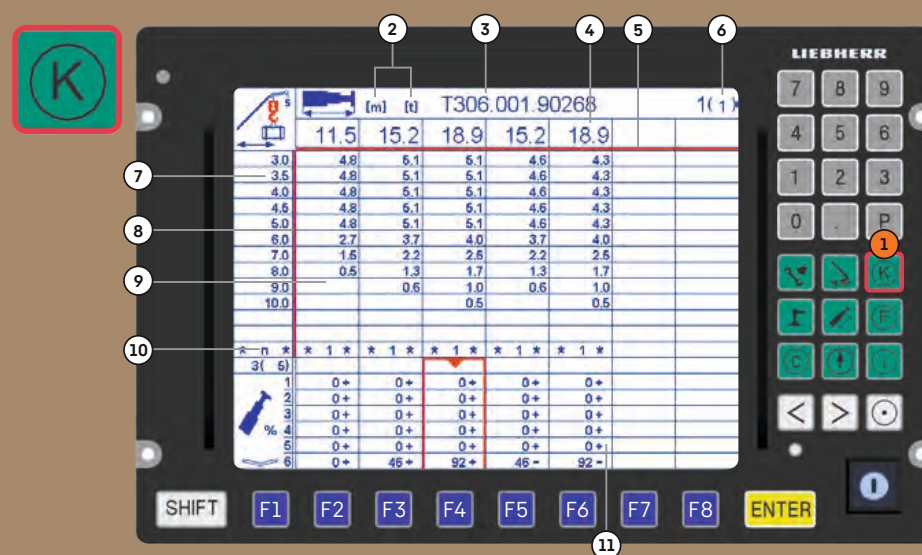 K
2
3
4
5
6
LIEBHERR
[m] [t] T306.001.90268 1( 1 )
s
1
11.5 15.2 18.9 15.2 18.9
3.0 4.8 5.1 5.1 4.6 4.3
7
3.5 4.8 5.1 5.1 4.6 4.3
4.0 4.8 5.1 5.1 4.6 4.3
4.5 4.8 5.1 5.1 4.6 4.3
8
5.0 4.8 5.1 5.1 4.6 4.3
6.0 2.7 3.7 4.0 3.7 4.0
7.0 1.5 2.2 2.5 2.2 2.5
9
8.0 0.5 1.3 1.7 1.3 1.7
9.0 0.6 1.0 0.6 1.0
10.0 0.5 0.5
10
* n * * 1 * * 1 * * 1 * * 1 * * 1 *
3( 5)
1 0+ 0+ 0+ 0+ 0+
2 0+ 0+ 0+ 0+ 0+
3 0+ 0+ 0+ 0+ 0+
% 4 0+ 0+ 0+ 0+ 0+
5 0+ 0+ 0+ 0+ 0+
6 0+ 46+ 92+ 46- 92-
11
7 8 9
4 5 6
1 2 3
0 . P
1
K
F
C
i
< >
SHIFT F1 F2 F3 F4 F5 F6 F7 F8 ENTER
I